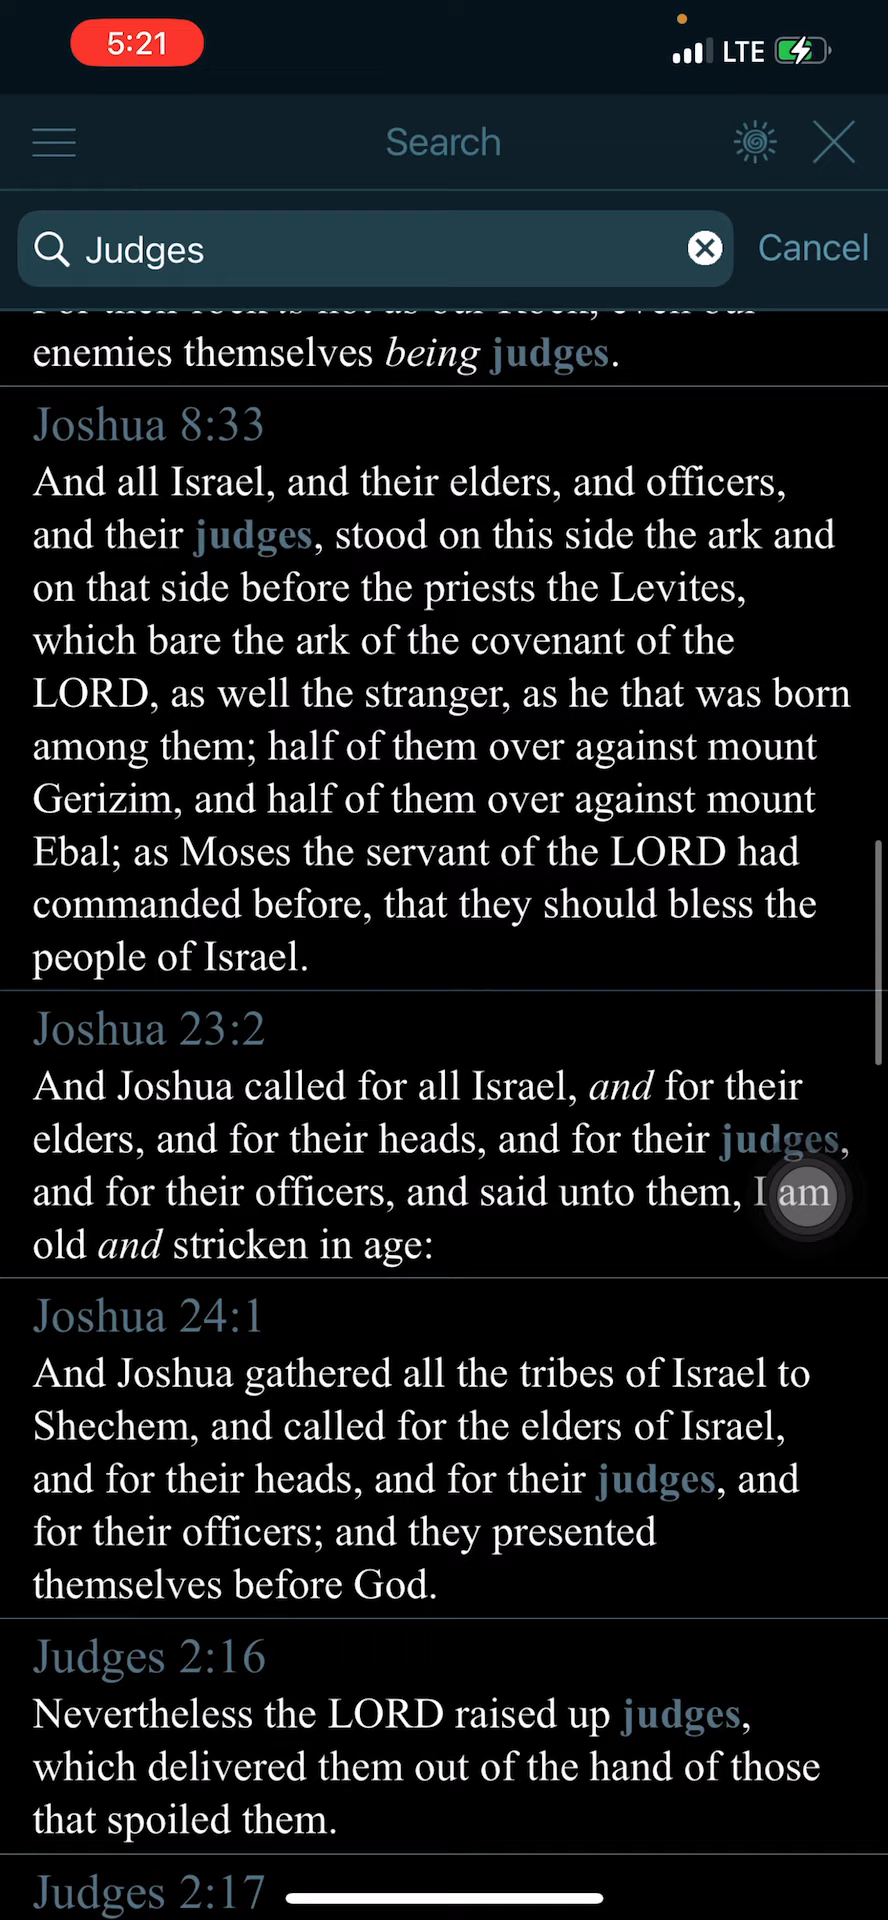 5:21
LTE
Search
Judges
Cancel
enemies themselves being judges.
Joshua 8:33
And all Israel, and their elders, and officers,
and their judges, stood on this side the ark and
on that side before the priests the Levites,
which bare the ark of the covenant of the
LORD, as well the stranger, as he that was born
among them; half of them over against mount
Gerizim, and half of them over against mount
Ebal; as Moses the servant of the LORD had
commanded before, that they should bless the
people of Israel.
Joshua 23:2
And Joshua called for all Israel, and for their
elders, and for their heads, and for their judges,
and for their officers, and said unto them, I am
old and stricken in age:
Joshua 24:1
And Joshua gathered all the tribes of Israel to
Shechem, and called for the elders of Israel,
and for their heads, and for their judges, and
for their officers; and they presented
themselves before God.
Judges 2:16
Nevertheless the LORD raised up judges,
which delivered them out of the hand of those
that spoiled them.
Judges 2:17